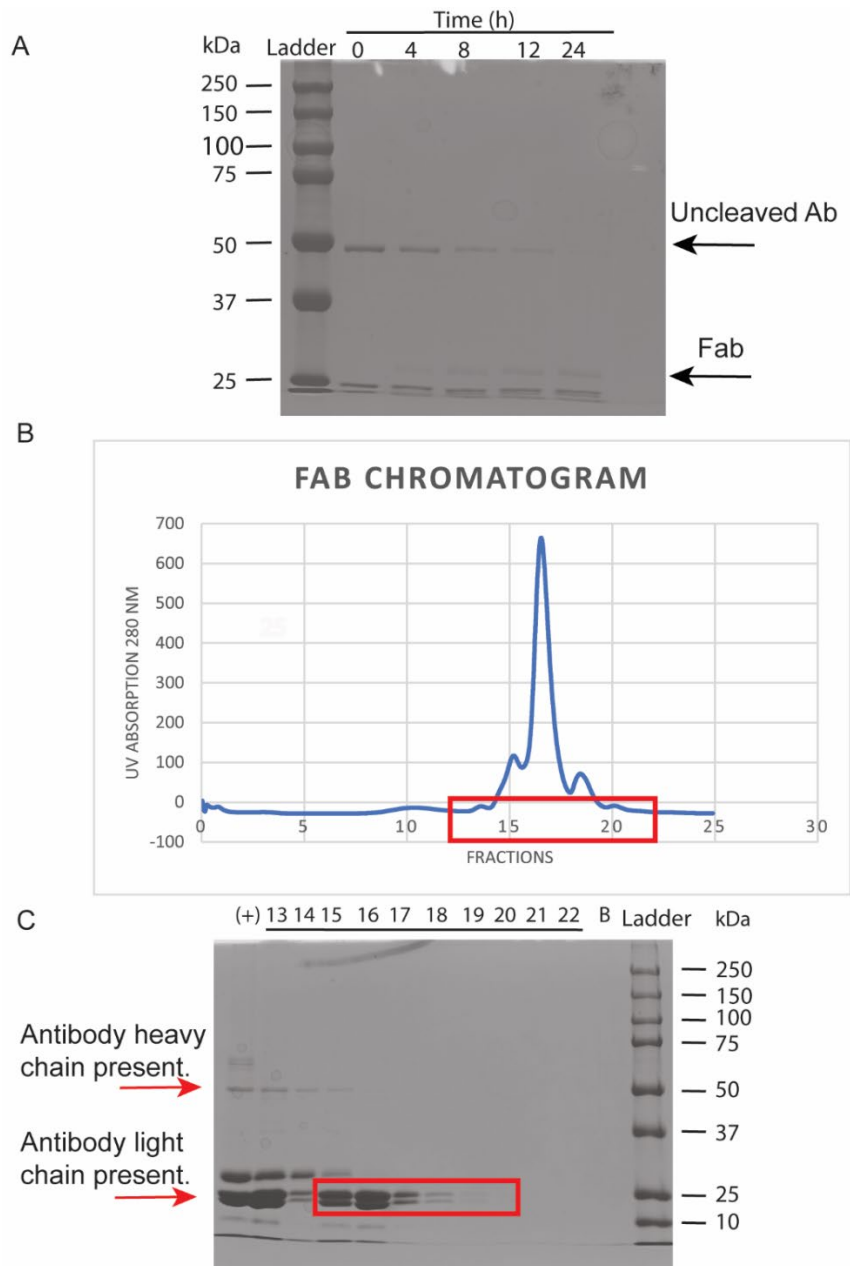 A
Time (h)
kDa Ladder 0 4 8 12 24
250
150
100
75
50
37
25
Uncleaved Ab
Fab
B
FAB CHROMATOGRAM
UV ABSORPTION 280 NM
700
600
500
400
300
200
100
0
-100
25
0 5 10 15 20 25 30
FRACTIONS
C
(+) 13 14 15 16 17 18 19 20 21 22 B Ladder kDa
Antibody heavy
chain present.
Antibody light
chain present.
250
150
100
75
50
37
25
10